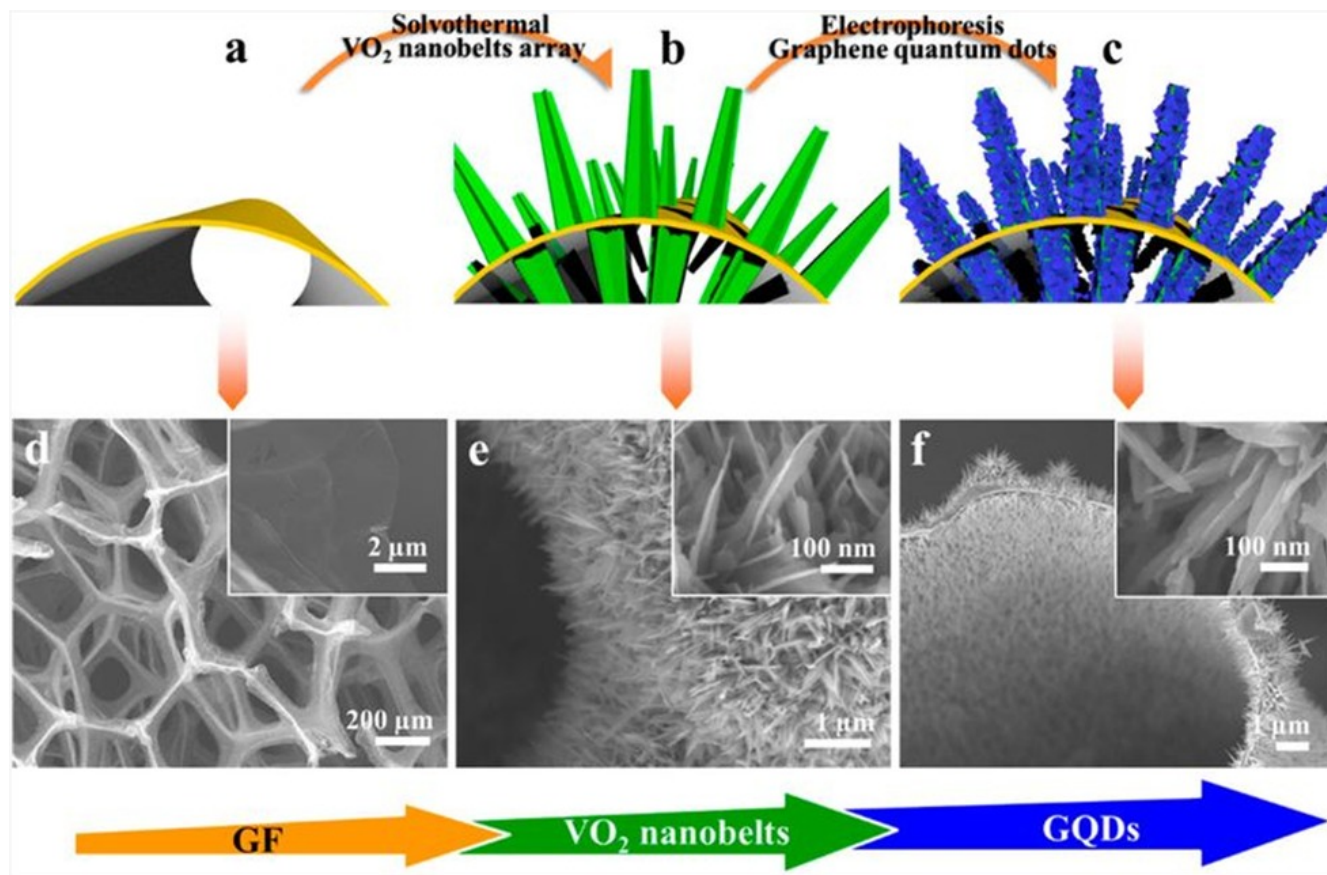 a
Solvothermal
VO₂ nanobelts array
b
Electrophoresis
Graphene quantum dots
c
d
2 μm
200 μm
e
100 nm
1 μm
f
100 nm
1 μm
GF
VO₂ nanobelts
GQDs